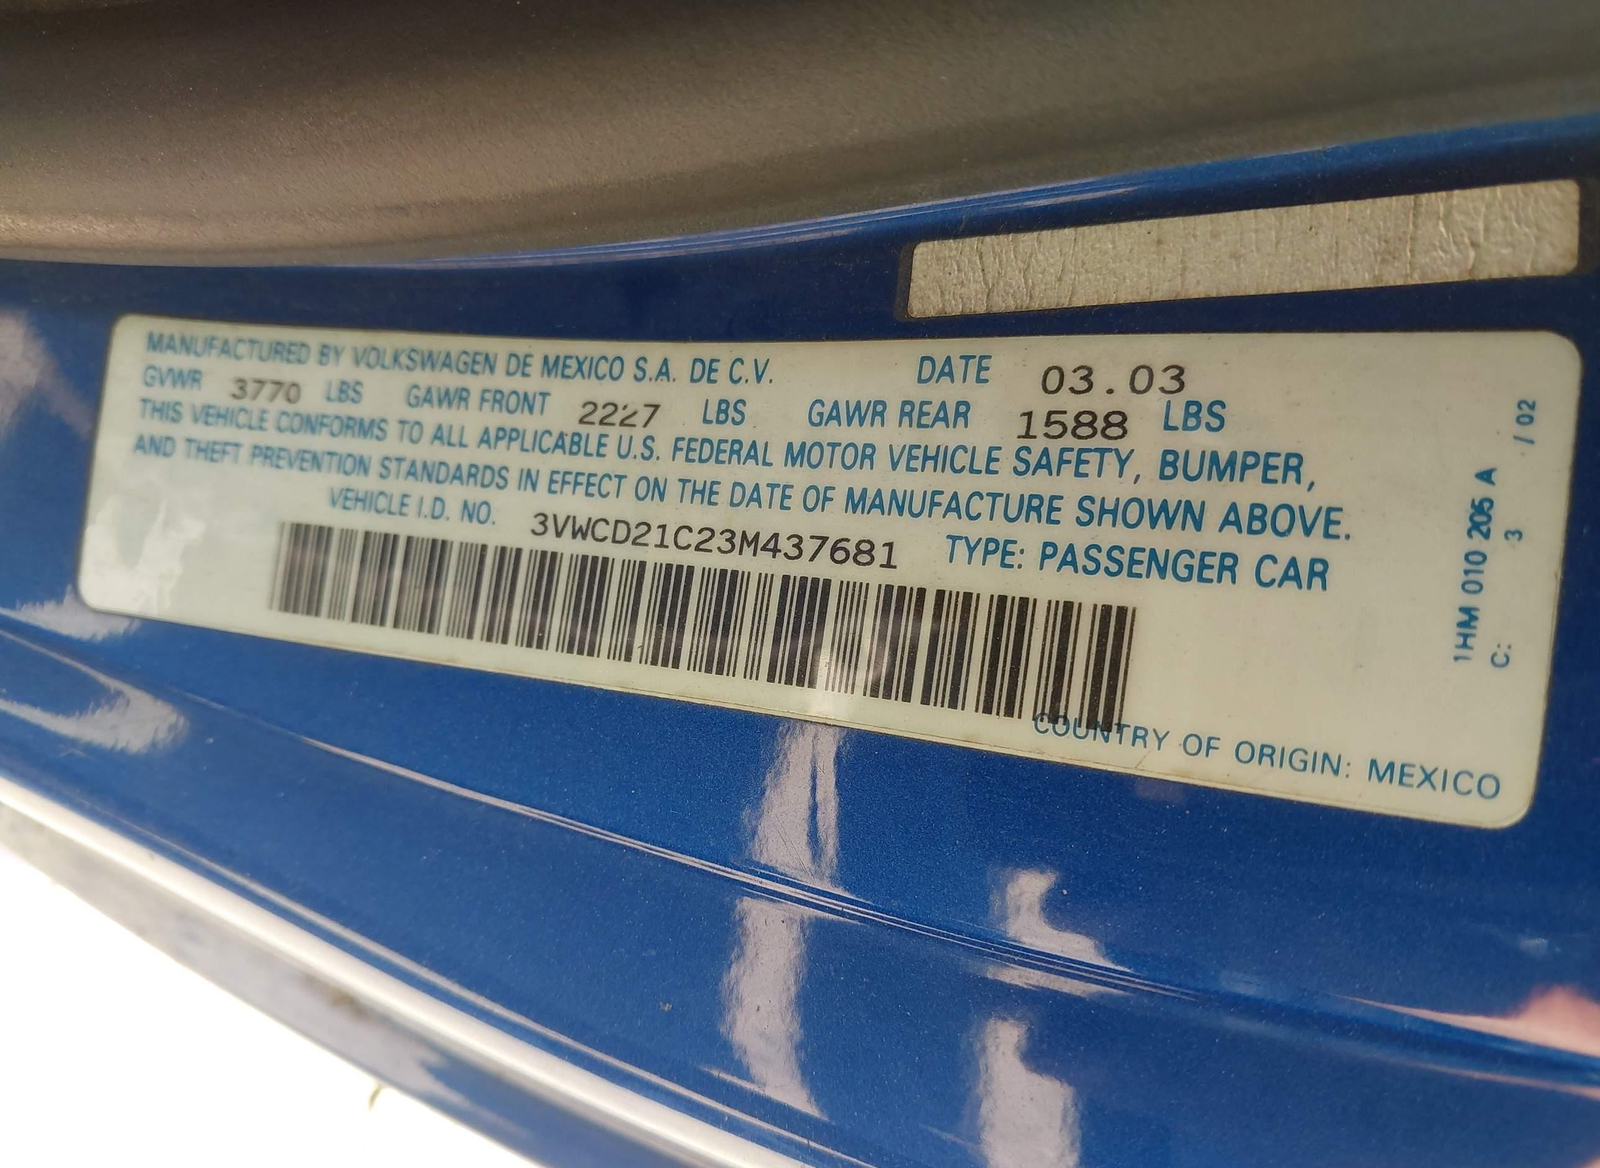 MANUFACTURED BY VOLKSWAGEN DE MEXICO S.A. DE C.V. DATE 03.03
GVWR 3770 LBS GAWR FRONT 2227 LBS GAWR REAR 1588 LBS
THIS VEHICLE CONFORMS TO ALL APPLICABLE U.S. FEDERAL MOTOR VEHICLE SAFETY, BUMPER,
AND THEFT PREVENTION STANDARDS IN EFFECT ON THE DATE OF MANUFACTURE SHOWN ABOVE.
VEHICLE I.D. NO. 3VWCD21C23M437681 TYPE: PASSENGER CAR
COUNTRY OF ORIGIN: MEXICO
1HM 010 205 A /02
C: 3